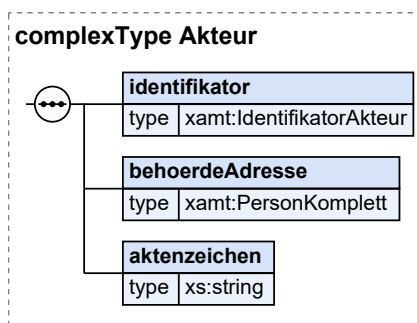 complexType Akteur
identifikator
type xamt:IdentifikatorAkteur
behoerdeAdresse
type xamt:PersonKomplett
aktenzeichen
type xs:string